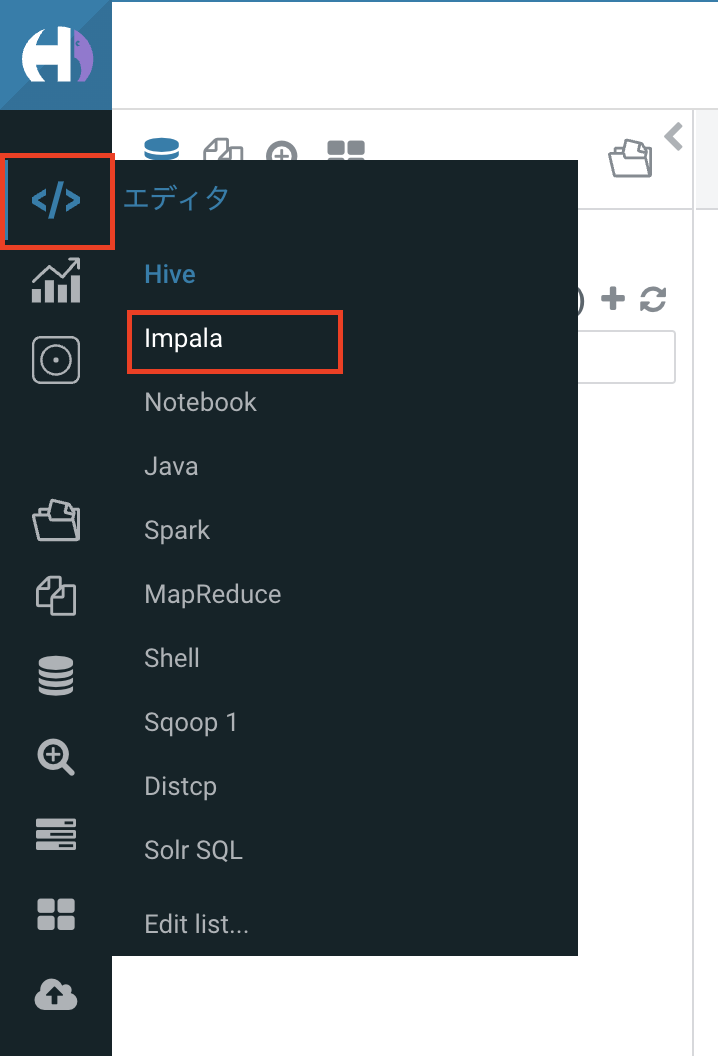 エディタ
Hive
Impala
Notebook
Java
Spark
MapReduce
Shell
Sqoop 1
Distcp
Solr SQL
Edit list...